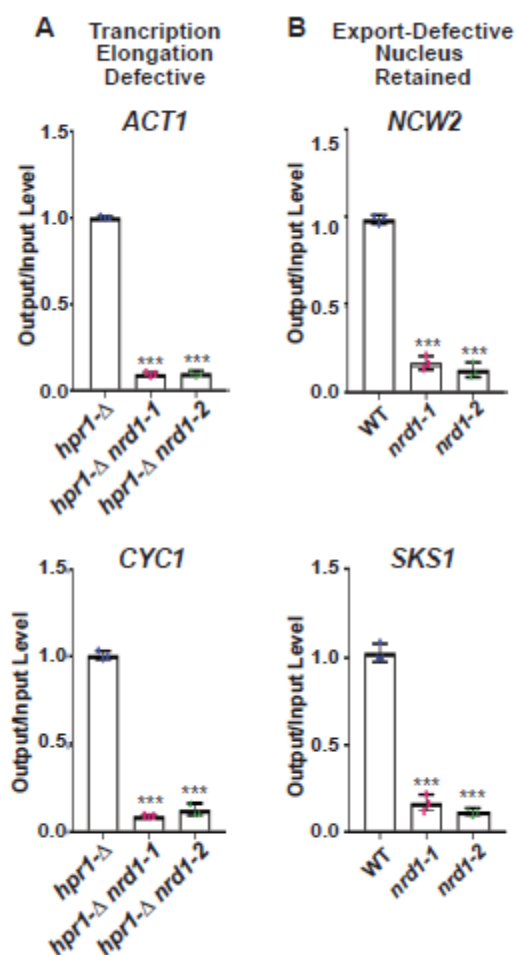 A
Trancription
Elongation
Defective
ACT1
Output/Input Level
1.5
1.0
0.5
0.0
***
***
hpr1-Δ
hpr1-Δ nrd1-1
hpr1-Δ nrd1-2
B
Export-Defective
Nucleus
Retained
NCW2
Output/Input Level
1.5
1.0
0.5
0.0
***
***
WT
nrd1-1
nrd1-2
CYC1
Output/Input Level
1.5
1.0
0.5
0.0
***
***
hpr1-Δ
hpr1-Δ nrd1-1
hpr1-Δ nrd1-2
SKS1
Output/Input Level
1.5
1.0
0.5
0.0
***
***
WT
nrd1-1
nrd1-2